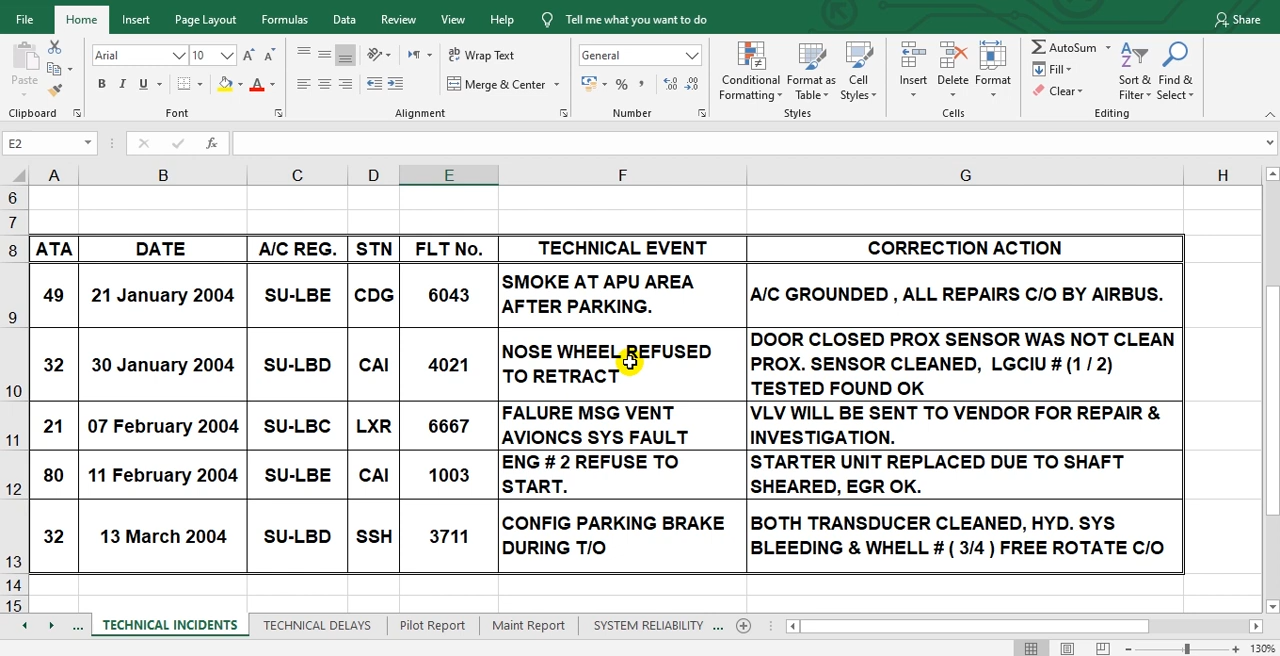 File Home Insert Page Layout Formulas Data Review View Help Tell me what you want to do Share
Paste
Arial 10
B I U A
Wrap Text
Merge & Center
General
% ,
Conditional Formatting
Format as Table
Cell Styles
Insert Delete Format
AutoSum
Fill
Clear
Sort & Filter
Find & Select
Clipboard Font Alignment Number Styles Cells Editing
E2 fx
A B C D E F G H
6
7
8 ATA DATE A/C REG. STN FLT No. TECHNICAL EVENT CORRECTION ACTION
9 49 21 January 2004 SU-LBE CDG 6043 SMOKE AT APU AREA
AFTER PARKING.
A/C GROUNDED , ALL REPAIRS C/O BY AIRBUS.
10 32 30 January 2004 SU-LBD CAI 4021 NOSE WHEEL REFUSED
TO RETRACT
DOOR CLOSED PROX SENSOR WAS NOT CLEAN
PROX. SENSOR CLEANED, LGCIU # (1 / 2)
TESTED FOUND OK
11 21 07 February 2004 SU-LBC LXR 6667 FALURE MSG VENT
AVIONCS SYS FAULT
VLV WILL BE SENT TO VENDOR FOR REPAIR &
INVESTIGATION.
12 80 11 February 2004 SU-LBE CAI 1003 ENG # 2 REFUSE TO
START.
STARTER UNIT REPLACED DUE TO SHAFT
SHEARED, EGR OK.
13 32 13 March 2004 SU-LBD SSH 3711 CONFIG PARKING BRAKE
DURING T/O
BOTH TRANSDUCER CLEANED, HYD. SYS
BLEEDING & WHELL # ( 3/4 ) FREE ROTATE C/O
14
15
... TECHNICAL INCIDENTS TECHNICAL DELAYS Pilot Report Maint Report SYSTEM RELIABILITY ...
130%